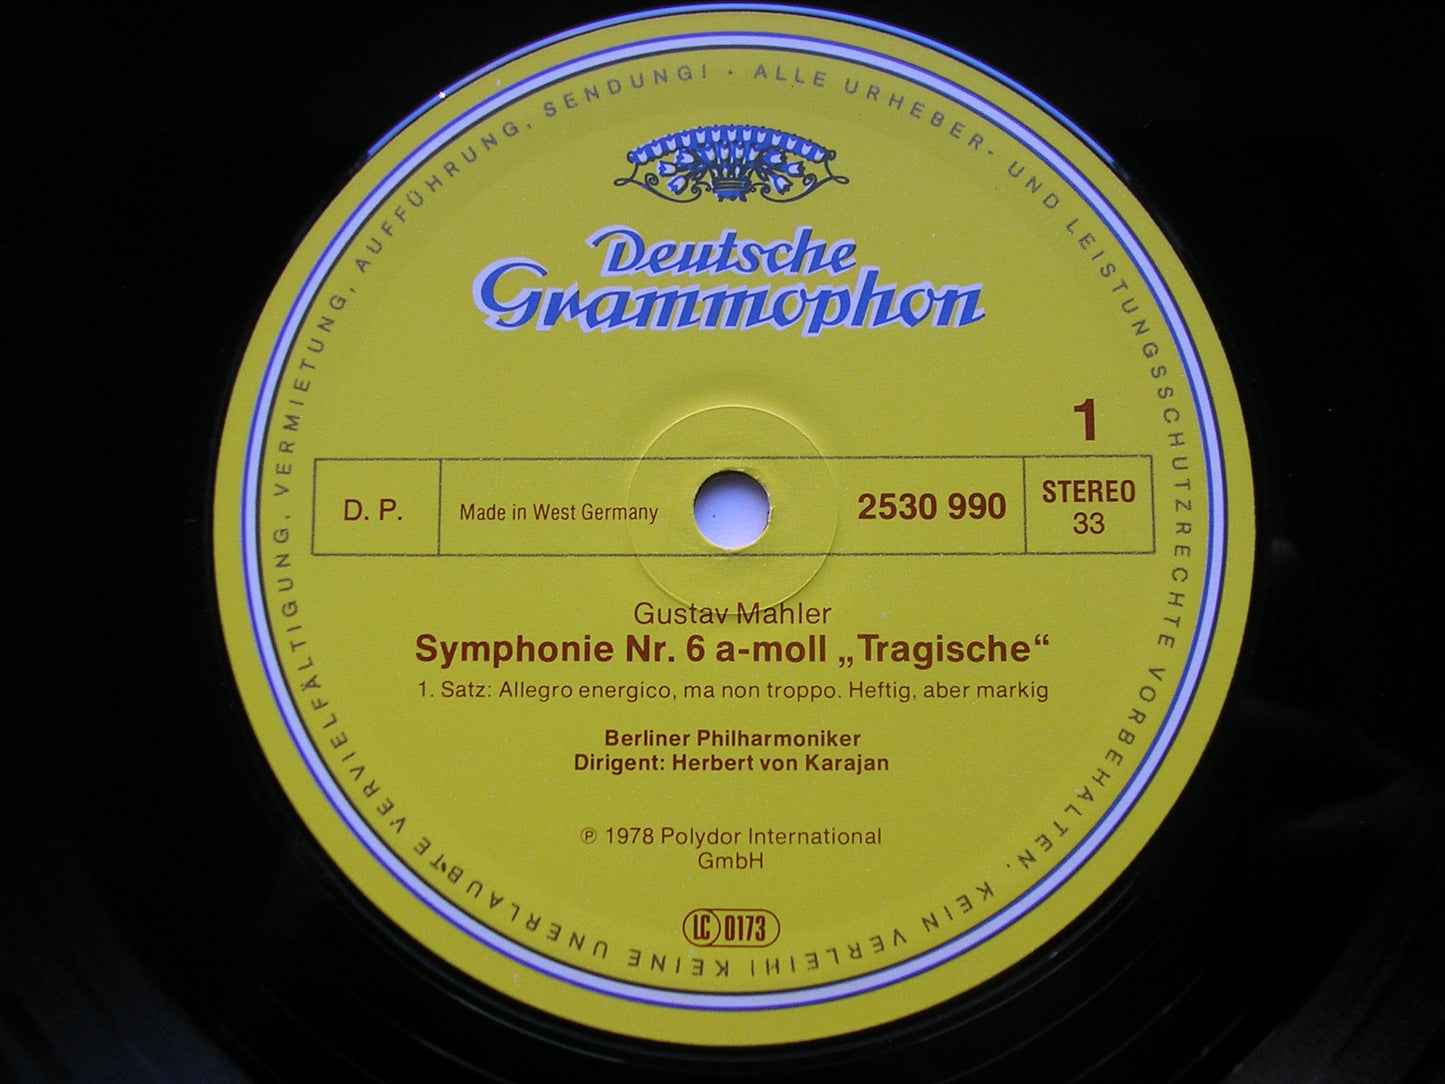 ALLE URHEBER- UND LEISTUNGSSCHUTZRECHTE VORBEHALTEN. KEIN VERLEIH! KEINE UNERLAUBTE VERVIELFÄLTIGUNG, VERMIETUNG, AUFFÜHRUNG, SENDUNG! ·
Deutsche
Grammophon
1
D. P.
Made in West Germany
2530 990
STEREO
33
Gustav Mahler
Symphonie Nr. 6 a-moll „Tragische“
1. Satz: Allegro energico, ma non troppo. Heftig, aber markig
Berliner Philharmoniker
Dirigent: Herbert von Karajan
℗ 1978 Polydor International
GmbH
LC 0173